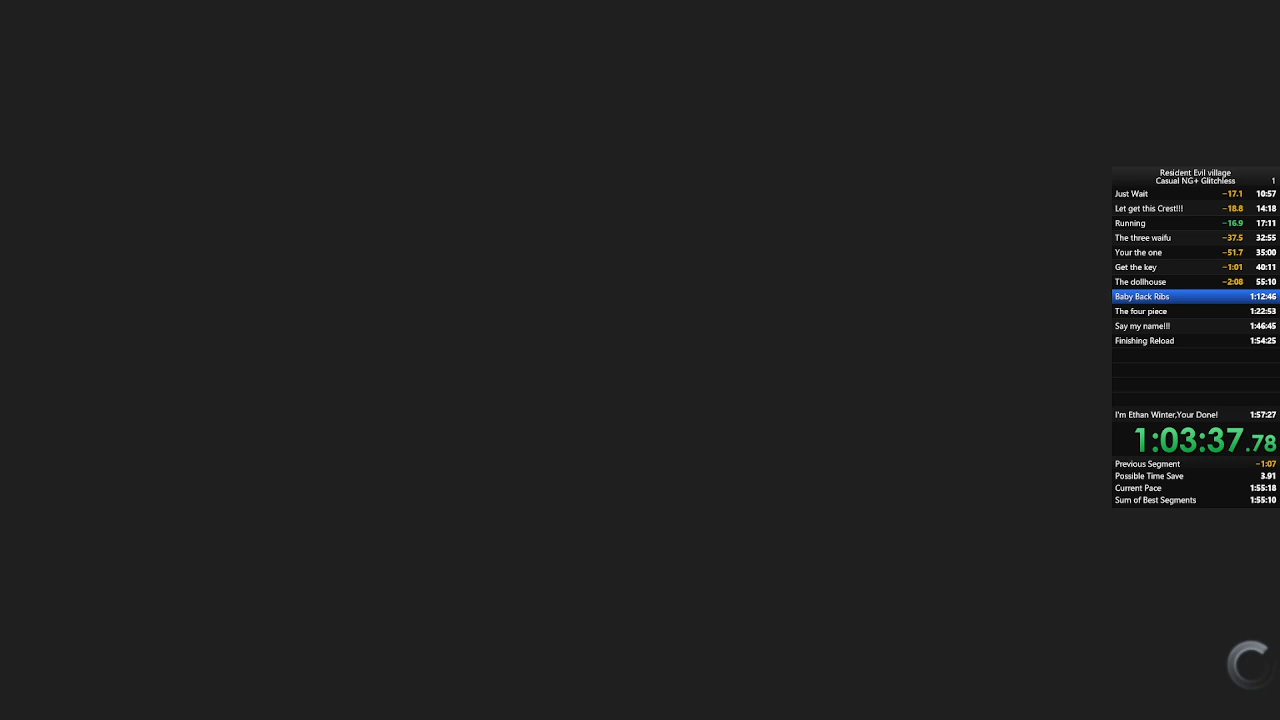 Resident Evil village
Casual NG+ Glitchless 1
Just Wait −17.1 10:57
Let get this Crest!!! −18.8 14:18
Running −16.9 17:11
The three waifu −37.5 32:55
Your the one −51.7 35:00
Get the key −1:01 40:11
The dollhouse −2:08 55:10
Baby Back Ribs 1:12:46
The four piece 1:22:53
Say my name!!! 1:46:45
Finishing Reload 1:54:25
I'm Ethan Winter,Your Done! 1:57:27
1:03:37.78
Previous Segment −1:07
Possible Time Save 3.91
Current Pace 1:55:18
Sum of Best Segments 1:55:10